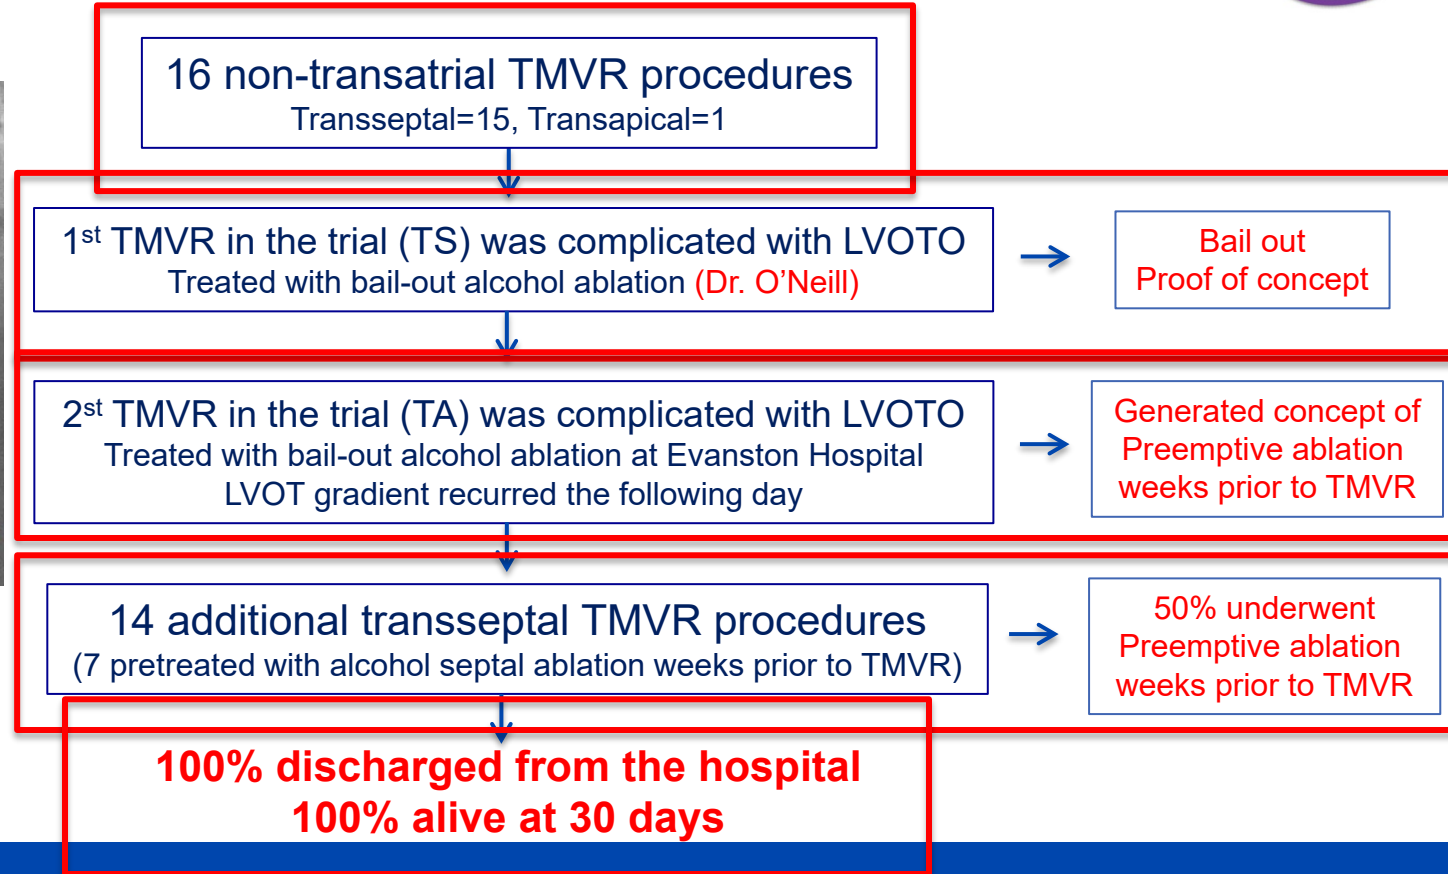 16 non-transatrial TMVR procedures
Transseptal=15, Transapical=1
1st TMVR in the trial (TS) was complicated with LVOTO
Treated with bail-out alcohol ablation (Dr. O’Neill)
Bail out
Proof of concept
2st TMVR in the trial (TA) was complicated with LVOTO
Treated with bail-out alcohol ablation at Evanston Hospital
LVOT gradient recurred the following day
Generated concept of
Preemptive ablation
weeks prior to TMVR
14 additional transseptal TMVR procedures
(7 pretreated with alcohol septal ablation weeks prior to TMVR)
50% underwent
Preemptive ablation
weeks prior to TMVR
100% discharged from the hospital
100% alive at 30 days